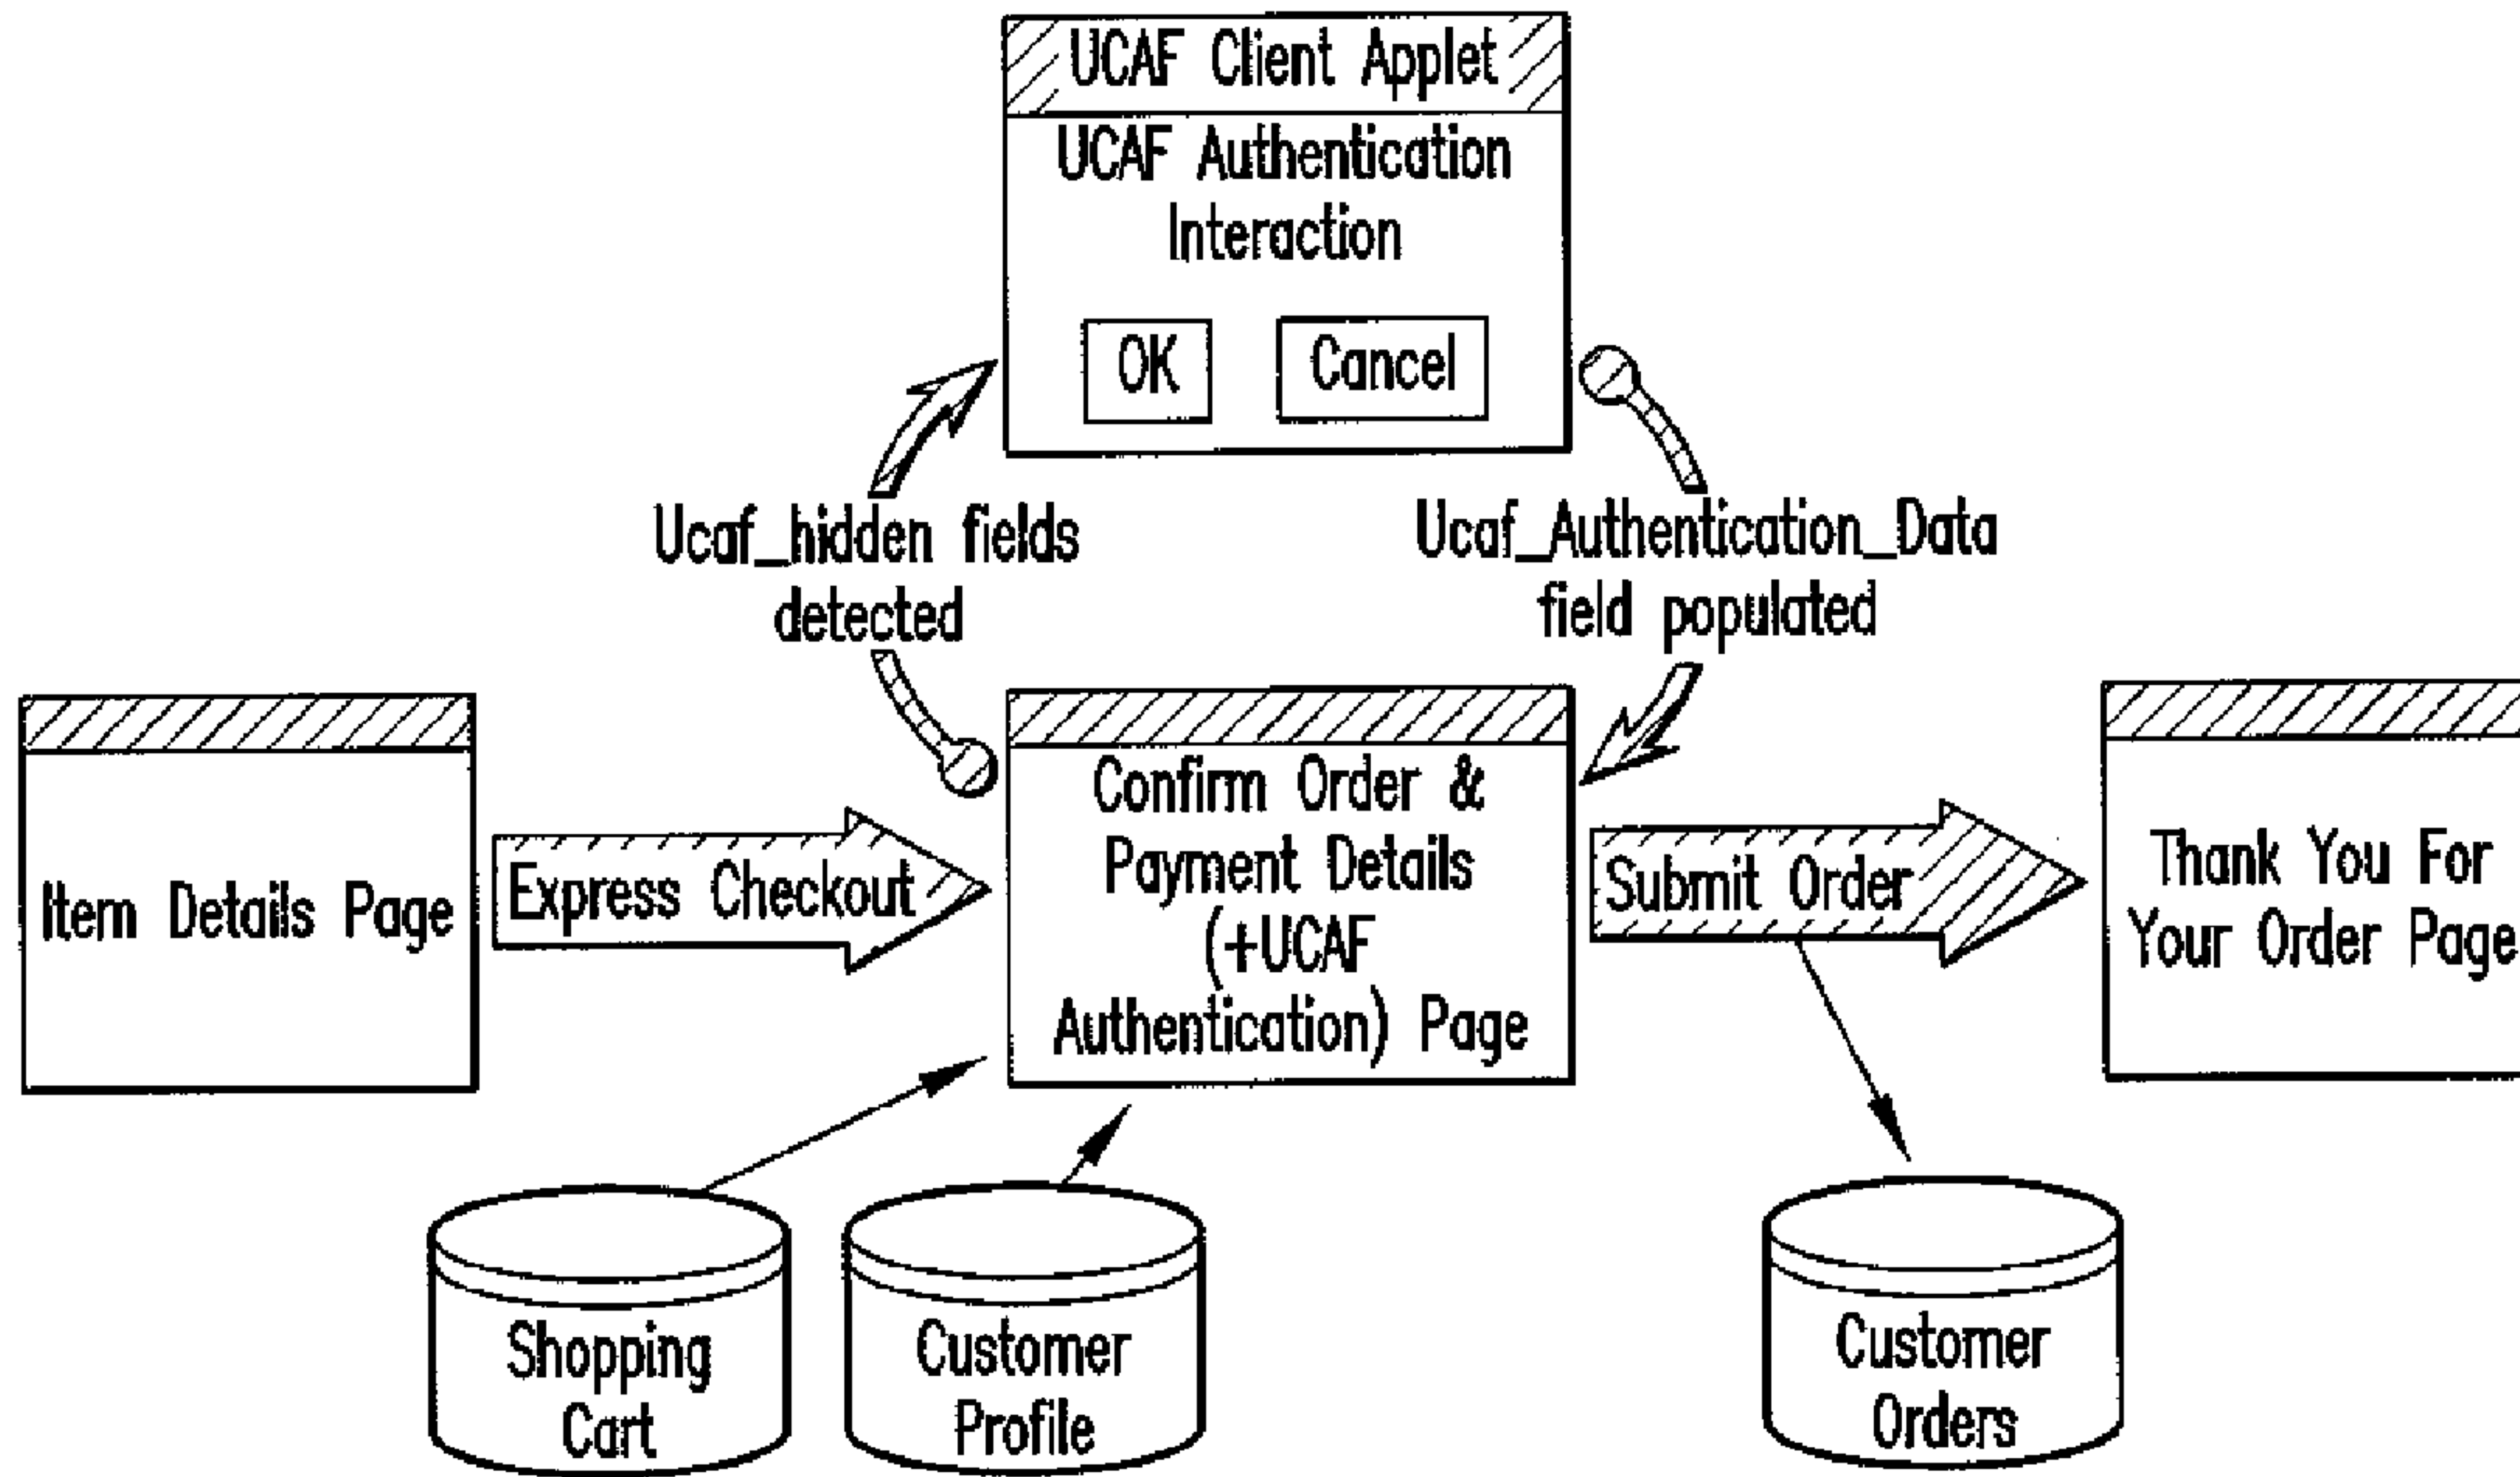 UCAF Client Applet
UCAF Authentication
Interaction
OK
Cancel
Ucaf_hidden fields
detected
Ucaf_Authentication_Data
field populated
Item Details Page
Express Checkout
Confirm Order &
Payment Details
(+UCAF
Authentication) Page
Submit Order
Thank You For
Your Order Page
Shopping
Cart
Customer
Profile
Customer
Orders